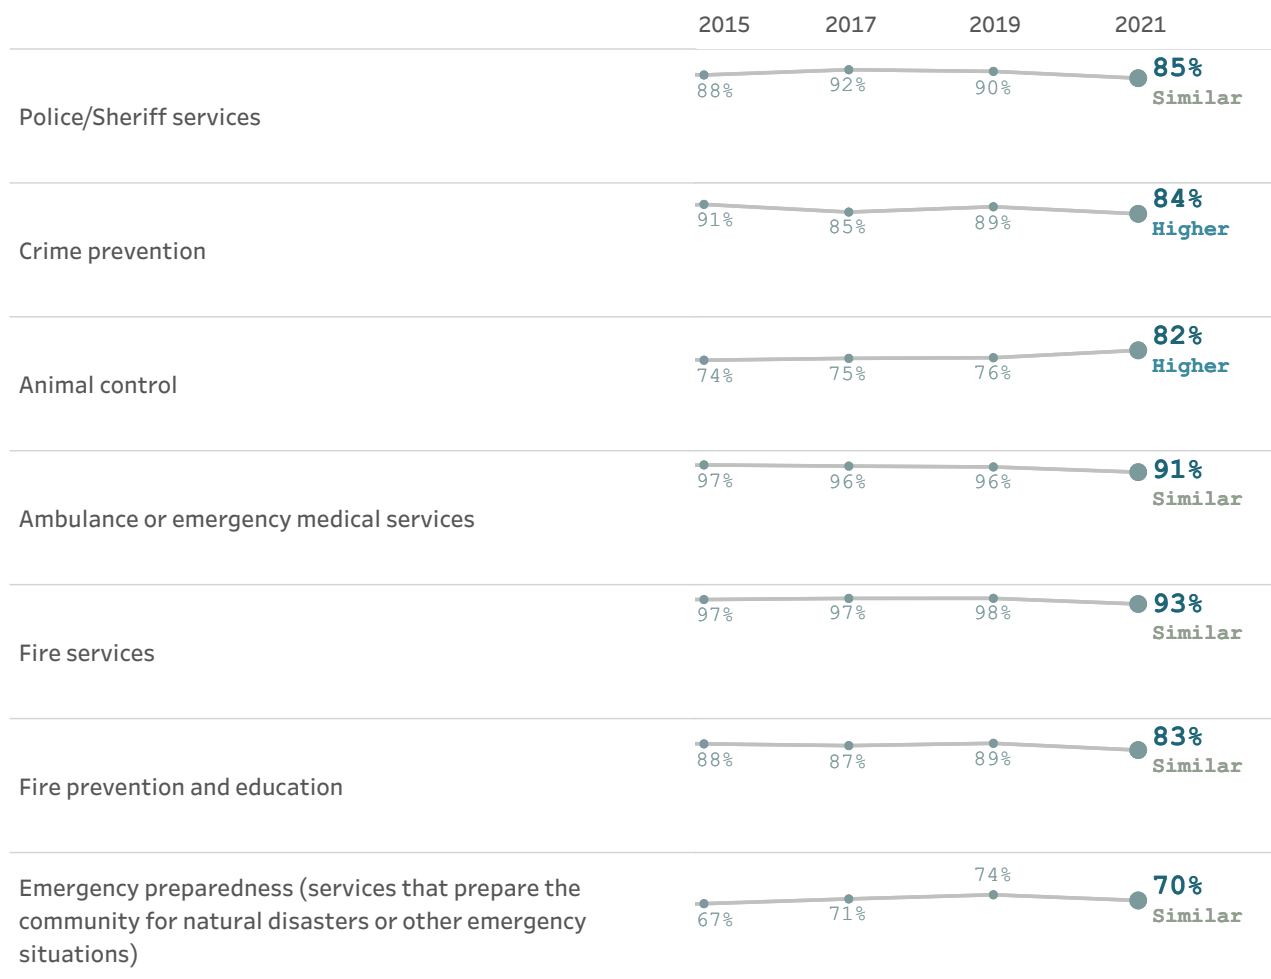 2015 2017 2019 2021
Police/Sheriff services
88% 92% 90% 85%
Similar
Crime prevention
91% 85% 89% 84%
Higher
Animal control
74% 75% 76% 82%
Higher
Ambulance or emergency medical services
97% 96% 96% 91%
Similar
Fire services
97% 97% 98% 93%
Similar
Fire prevention and education
88% 87% 89% 83%
Similar
Emergency preparedness (services that prepare the
community for natural disasters or other emergency
situations)
67% 71% 74% 70%
Similar